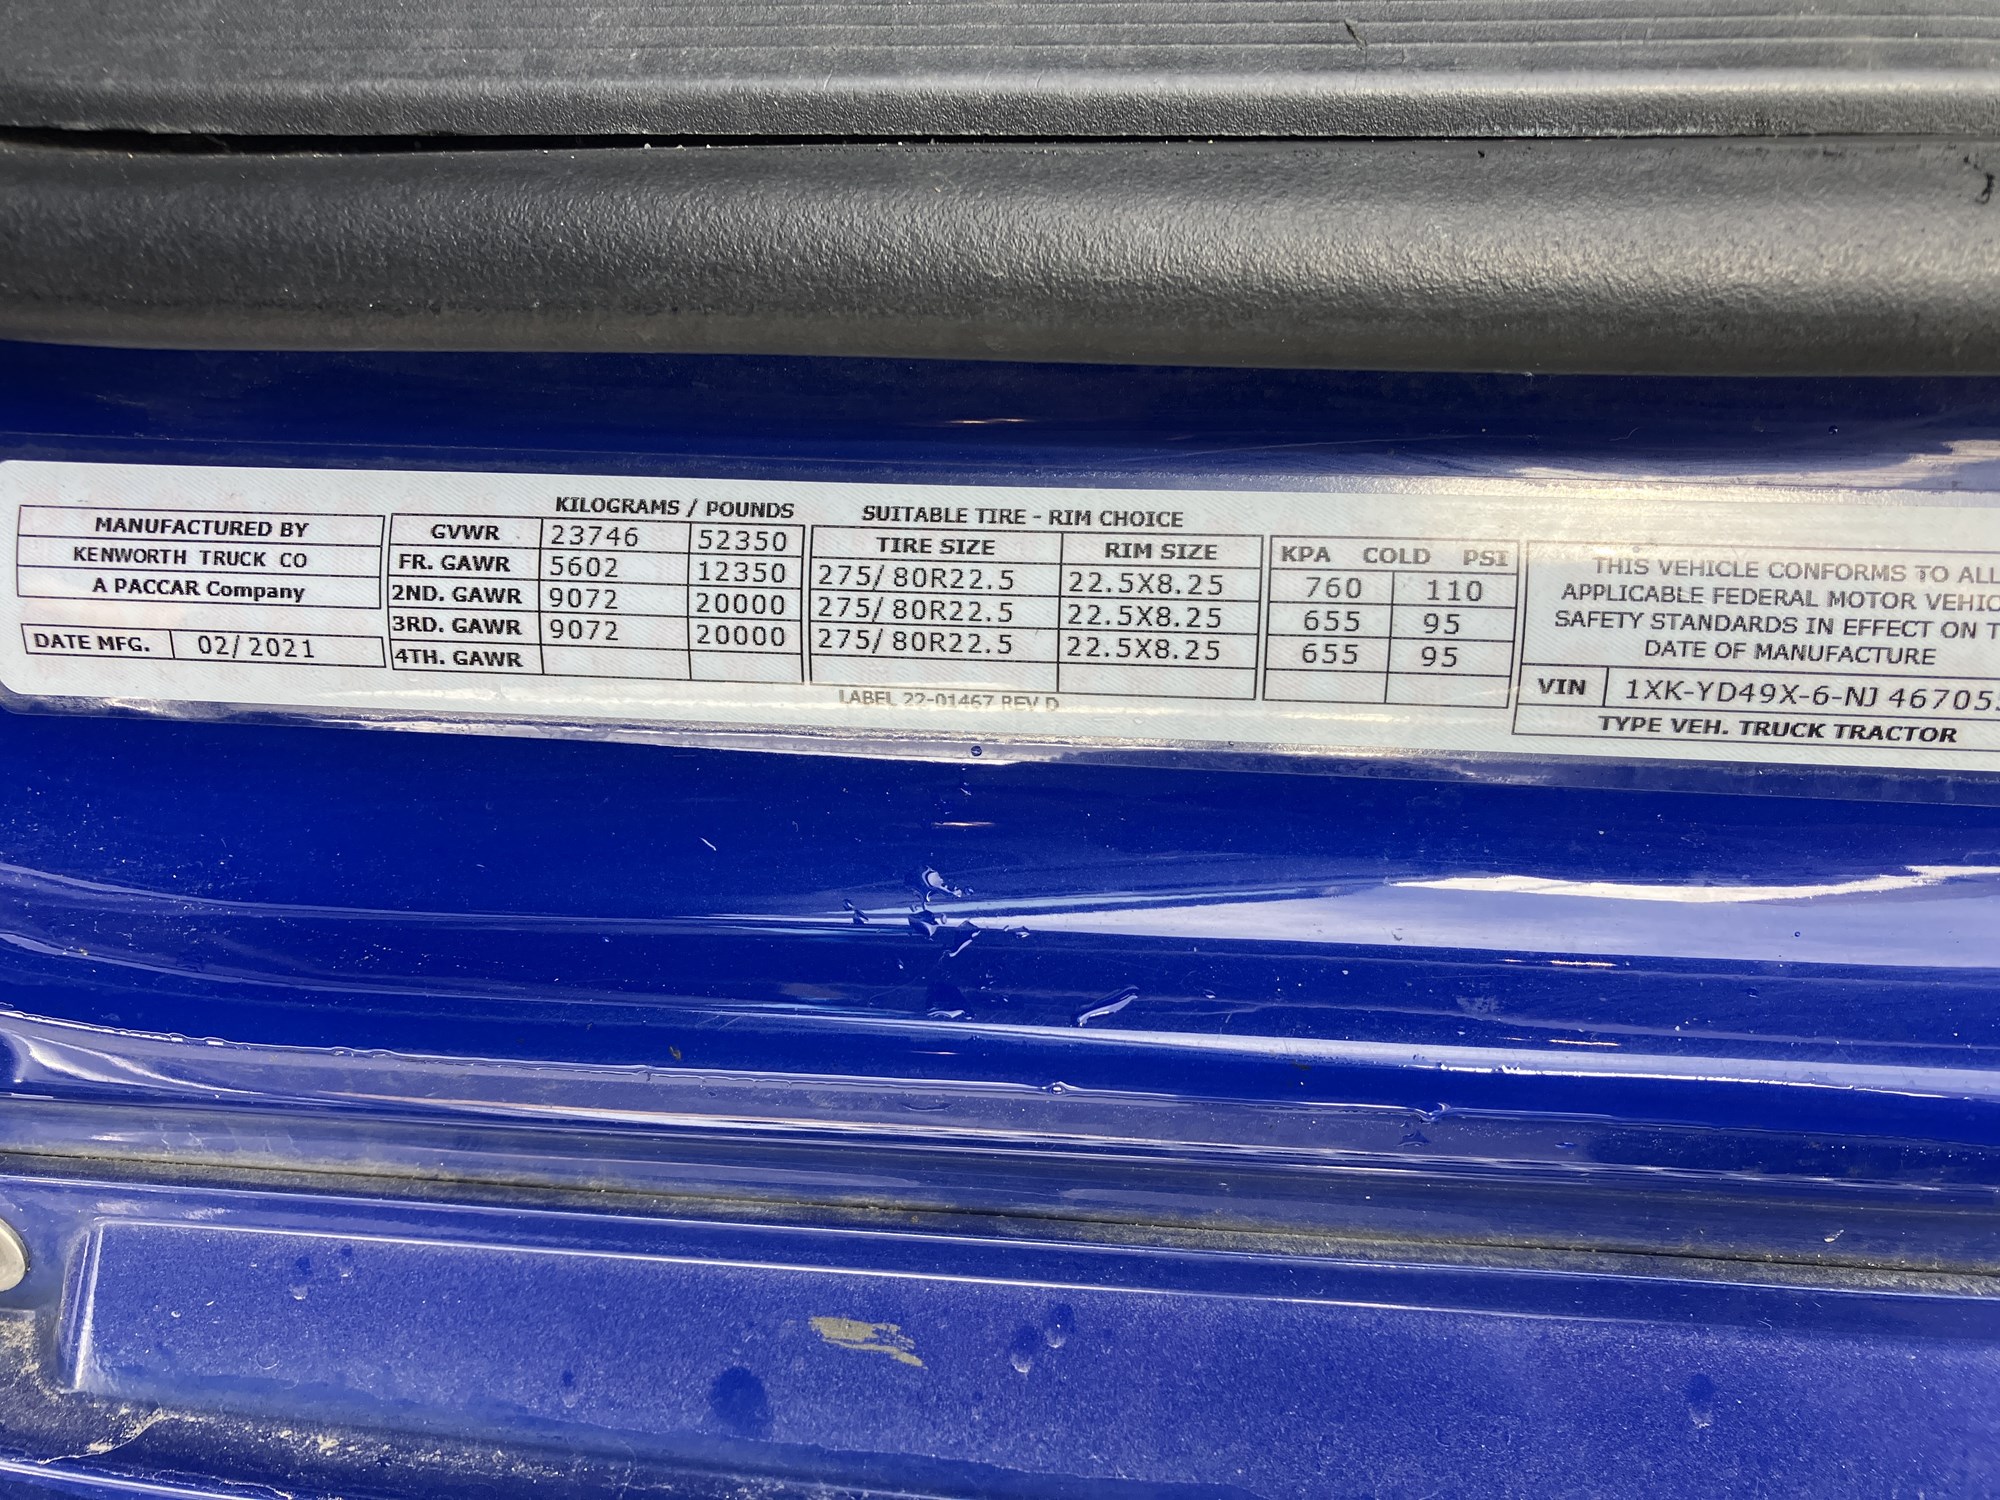 MANUFACTURED BY
KENWORTH TRUCK CO
A PACCAR Company
DATE MFG. 02/2021
KILOGRAMS / POUNDS
GVWR 23746 52350
FR. GAWR 5602 12350
2ND. GAWR 9072 20000
3RD. GAWR 9072 20000
4TH. GAWR
SUITABLE TIRE - RIM CHOICE
TIRE SIZE RIM SIZE
275/80R22.5 22.5X8.25
275/80R22.5 22.5X8.25
275/80R22.5 22.5X8.25
LABEL 22-01467 REV D
KPA COLD PSI
760 110
655 95
655 95
THIS VEHICLE CONFORMS TO ALL
APPLICABLE FEDERAL MOTOR VEHIC
SAFETY STANDARDS IN EFFECT ON T
DATE OF MANUFACTURE
VIN 1XK-YD49X-6-NJ 46705
TYPE VEH. TRUCK TRACTOR